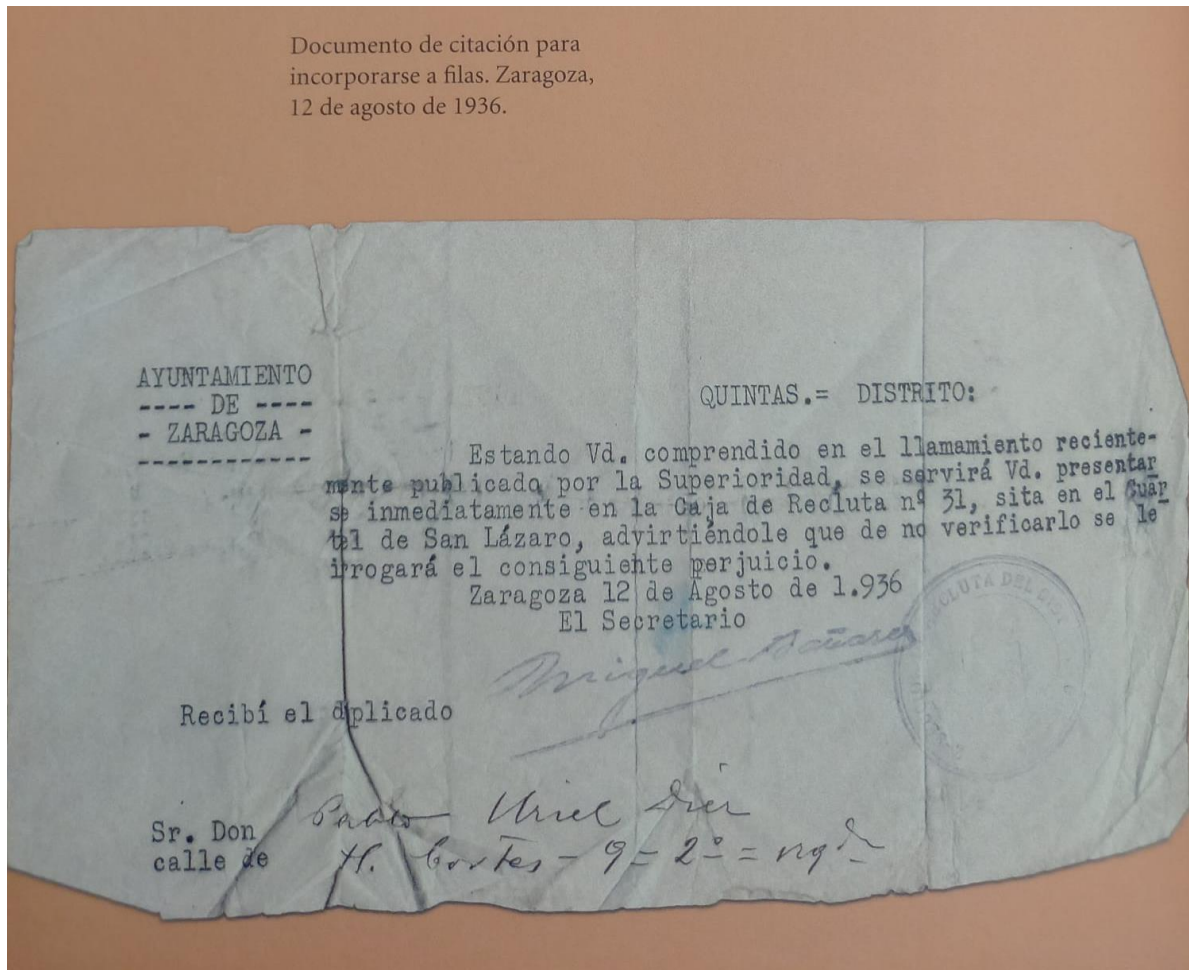 Documento de citación para
incorporarse a filas. Zaragoza,
12 de agosto de 1936.
AYUNTAMIENTO
---- DE ----
- ZARAGOZA -
------------
QUINTAS.= DISTRITO:
Estando Vd. comprendido en el llamamiento reciente-
mente publicado por la Superioridad, se servirá Vd. presentar
se inmediatamente en la Caja de Recluta nº 31, sita en el Cuar
tel de San Lázaro, advirtiéndole que de no verificarlo se le
irrogará el consiguiente perjuicio.
Zaragoza 12 de Agosto de 1.936
El Secretario
Miguel
RECLUTA DEL
Recibí el dplicado
Sr. Don Pablo Uriel Diez
calle de H. Cortes - 9 = 2º =